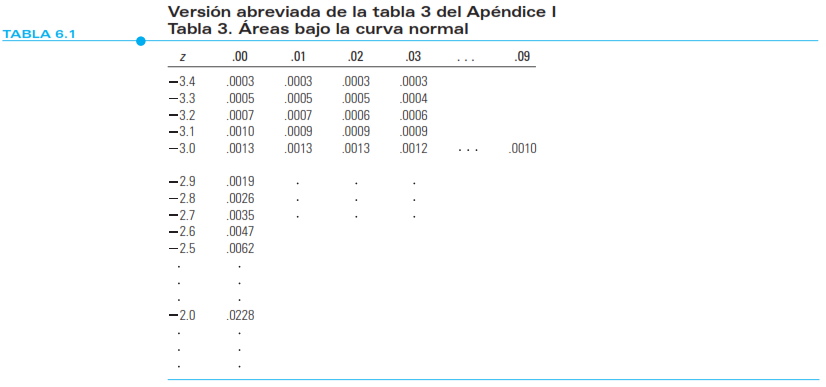 Versión abreviada de la tabla 3 del Apéndice I
TABLA 6.1 Tabla 3. Áreas bajo la curva normal
z .00 .01 .02 .03 . . . .09
−3.4 .0003 .0003 .0003 .0003
−3.3 .0005 .0005 .0005 .0004
−3.2 .0007 .0007 .0006 .0006
−3.1 .0010 .0009 .0009 .0009
−3.0 .0013 .0013 .0013 .0012 . . . .0010
−2.9 .0019 . . .
−2.8 .0026 . . .
−2.7 .0035 . . .
−2.6 .0047
−2.5 .0062
. .
. .
. .
−2.0 .0228
. .
. .
. .